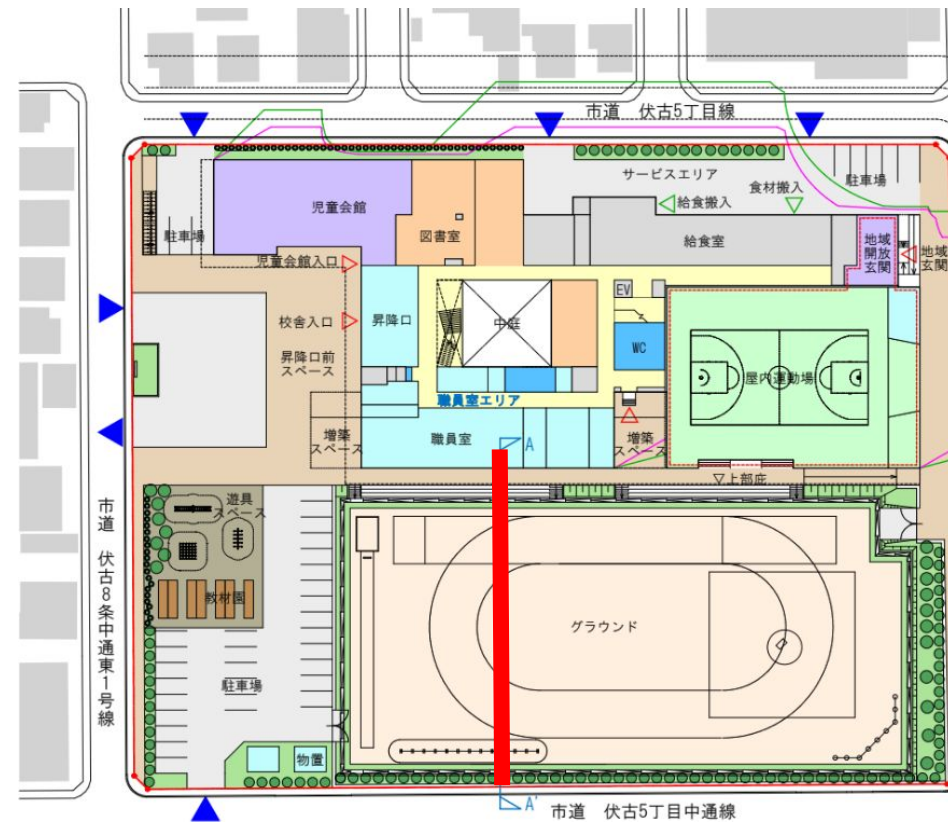 市道　伏古5丁目線
サービスエリア
食材搬入
駐車場
給食搬入
児童会館
図書室
給食室
地域
開放
玄関
地域
玄関
駐車場
児童会館入口
EV
校舎入口
昇降口
中庭
WC
昇降口前
スペース
屋内運動場
職員室エリア
増築
スペース
職員室
A
増築
スペース
上部庇
遊具
スペース
市道　伏古8条中通東1号線
教材園
グラウンド
駐車場
物置
A'
市道　伏古5丁目中通線